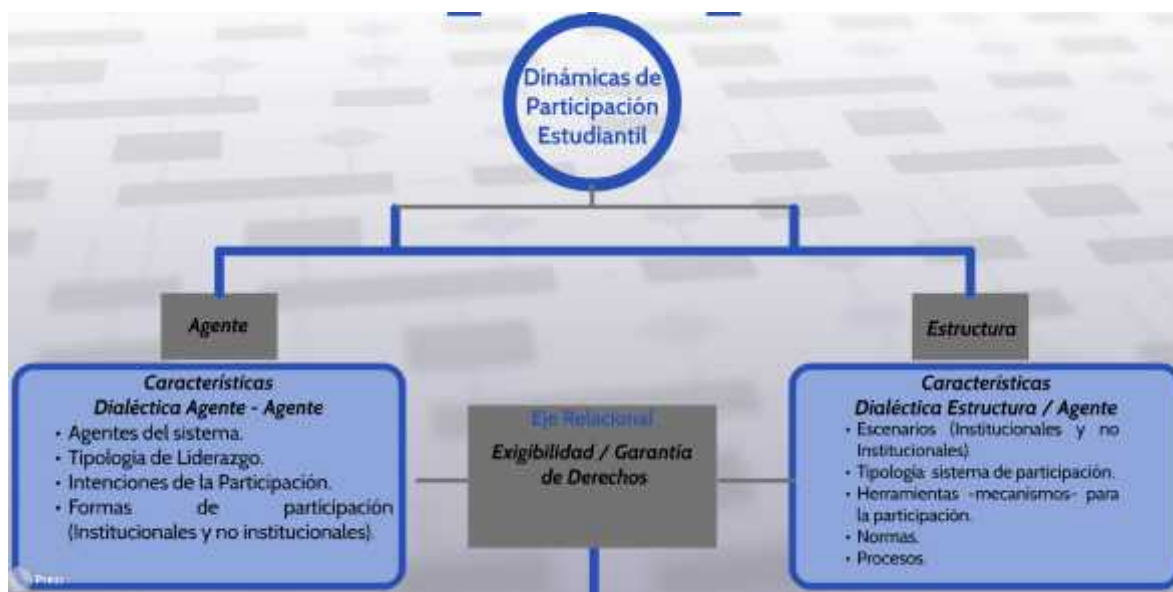 Dinámicas de
Participación
Estudiantil
Agente
Estructura
Características
Dialéctica Agente - Agente
• Agentes del sistema.
• Tipología de Liderazgo.
• Intenciones de la Participación.
• Formas de participación
(Institucionales y no institucionales).
Eje Relacional
Exigibilidad / Garantía
de Derechos
Características
Dialéctica Estructura / Agente
• Escenarios (Institucionales y no
Institucionales)
• Tipología: sistema de participación.
• Herramientas -mecanismos- para
la participación.
• Normas.
• Procesos.
Prezi